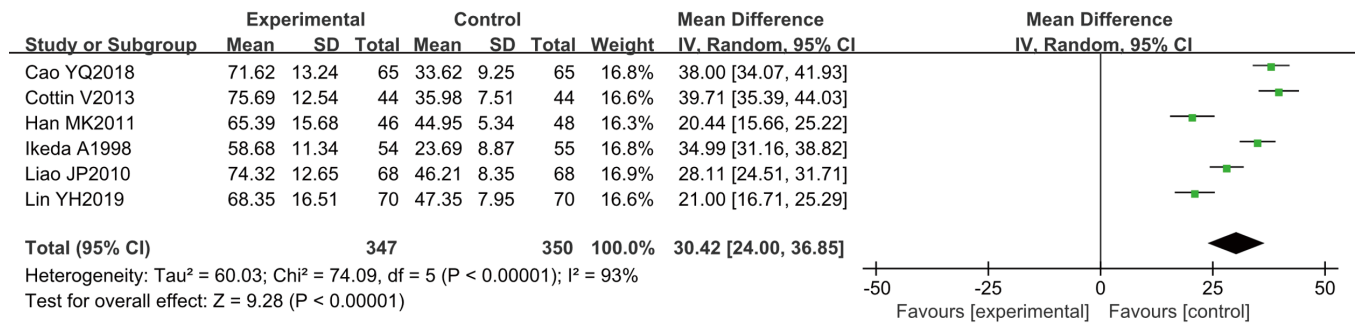 Experimental Control Mean Difference Mean Difference
Study or Subgroup Mean SD Total Mean SD Total Weight IV, Random, 95% CI IV, Random, 95% CI
Cao YQ2018 71.62 13.24 65 33.62 9.25 65 16.8% 38.00 [34.07, 41.93]
Cottin V2013 75.69 12.54 44 35.98 7.51 44 16.6% 39.71 [35.39, 44.03]
Han MK2011 65.39 15.68 46 44.95 5.34 48 16.3% 20.44 [15.66, 25.22]
Ikeda A1998 58.68 11.34 54 23.69 8.87 55 16.8% 34.99 [31.16, 38.82]
Liao JP2010 74.32 12.65 68 46.21 8.35 68 16.9% 28.11 [24.51, 31.71]
Lin YH2019 68.35 16.51 70 47.35 7.95 70 16.6% 21.00 [16.71, 25.29]
Total (95% CI) 347 350 100.0% 30.42 [24.00, 36.85]
Heterogeneity: Tau² = 60.03; Chi² = 74.09, df = 5 (P < 0.00001); I² = 93%
Test for overall effect: Z = 9.28 (P < 0.00001)
-50 -25 0 25 50
Favours [experimental] Favours [control]